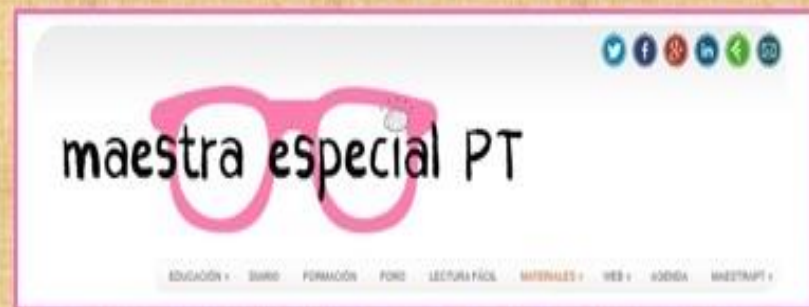 maestra especial PT
EDUCACIÓN DIARIO FORMACIÓN FORO LECTURA FÁCIL MATERIALES WEB AGENDA MAESTRAPT